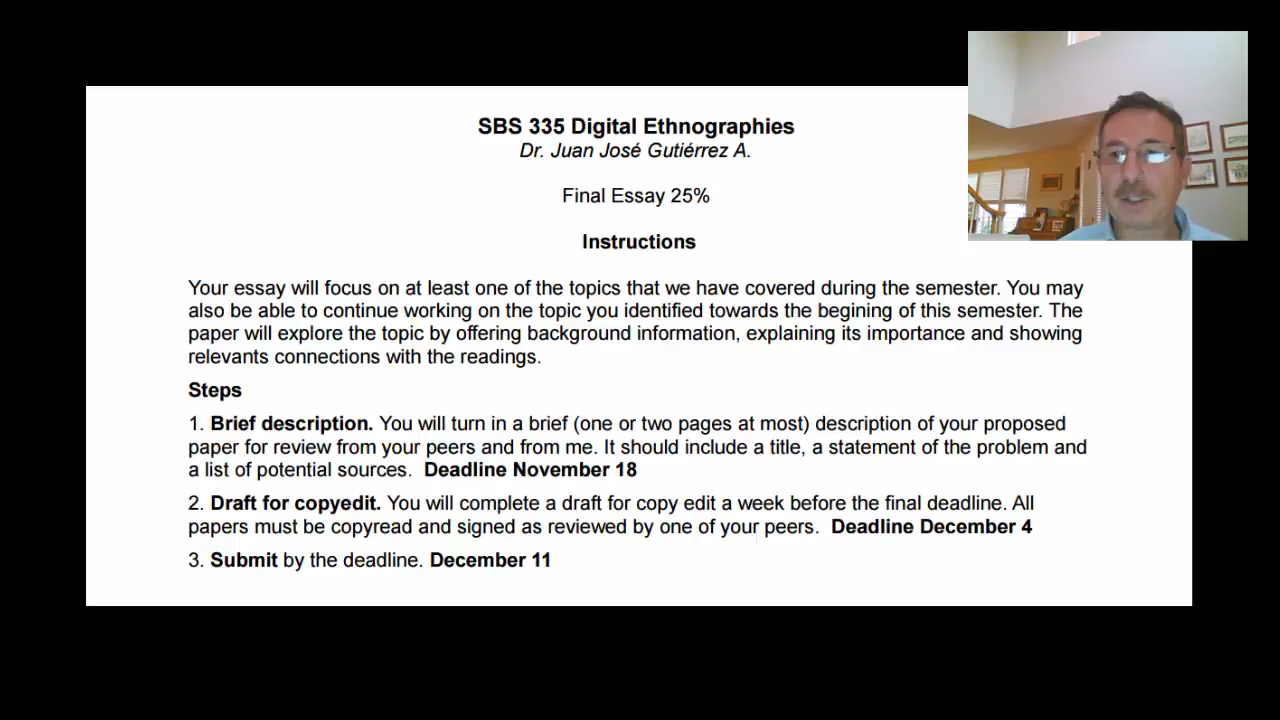 SBS 335 Digital Ethnographies
Dr. Juan José Gutiérrez A.
Final Essay 25%
Instructions
Your essay will focus on at least one of the topics that we have covered during the semester. You may
also be able to continue working on the topic you identified towards the begining of this semester. The
paper will explore the topic by offering background information, explaining its importance and showing
relevants connections with the readings.
Steps
1. Brief description. You will turn in a brief (one or two pages at most) description of your proposed
paper for review from your peers and from me. It should include a title, a statement of the problem and
a list of potential sources. Deadline November 18
2. Draft for copyedit. You will complete a draft for copy edit a week before the final deadline. All
papers must be copyread and signed as reviewed by one of your peers. Deadline December 4
3. Submit by the deadline. December 11